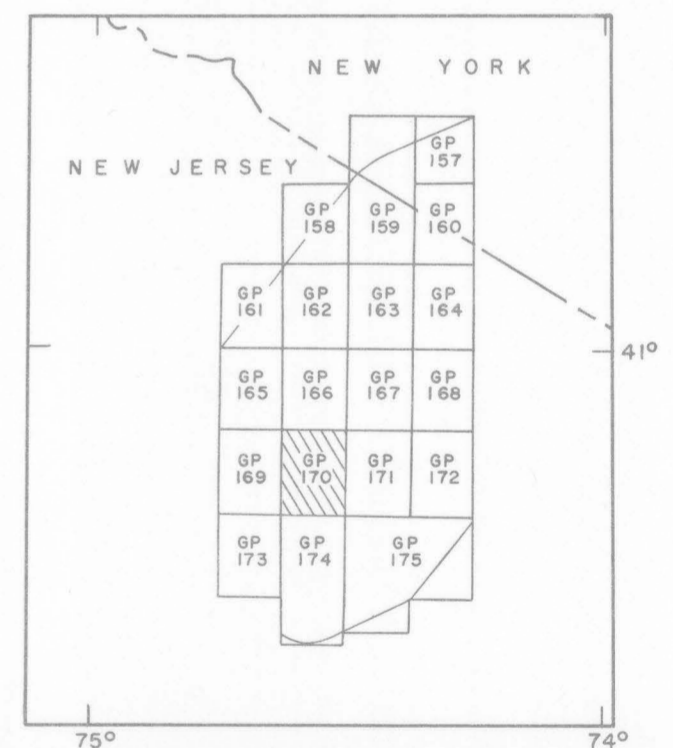 NEW YORK
NEW JERSEY
GP
157
GP
158
GP
159
GP
160
GP
161
GP
162
GP
163
GP
164
41°
GP
165
GP
166
GP
167
GP
168
GP
169
GP
170
GP
171
GP
172
GP
173
GP
174
GP
175
75°
74°